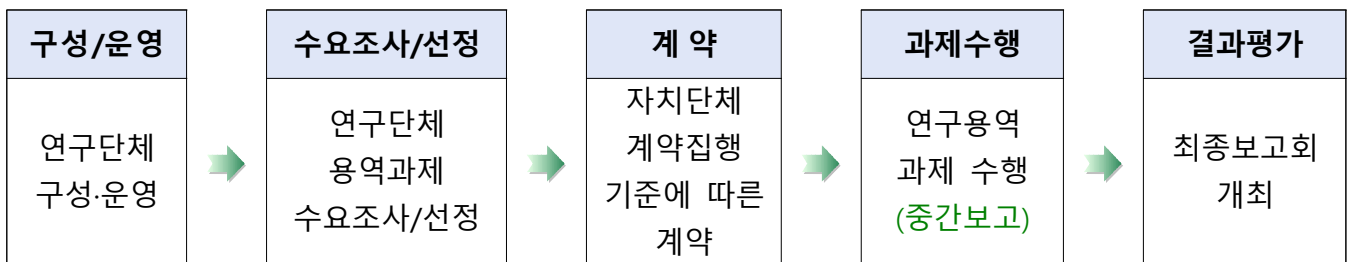 구성/운영
연구단체
구성·운영
수요조사/선정
연구단체
용역과제
수요조사/선정
계 약
자치단체
계약집행
기준에 따른
계약
과제수행
연구용역
과제 수행
(중간보고)
결과평가
최종보고회
개최